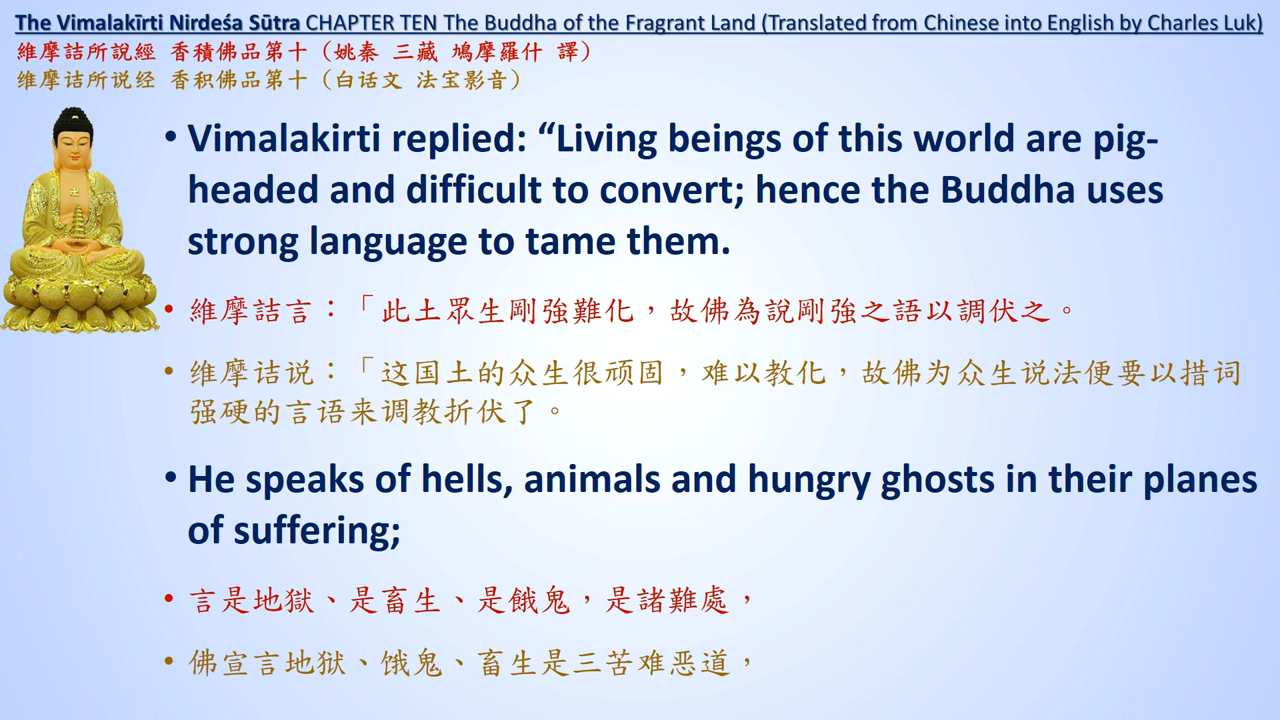 The Vimalakīrti Nirdeśa Sūtra CHAPTER TEN The Buddha of the Fragrant Land (Translated from Chinese into English by Charles Luk)
維摩詰所說經 香積佛品第十（姚秦 三藏 鳩摩羅什 譯）
维摩诘所说经 香积佛品第十（白话文 法宝影音）
• Vimalakirti replied: “Living beings of this world are pig-
headed and difficult to convert; hence the Buddha uses
strong language to tame them.
• 維摩詰言：「此土眾生剛強難化，故佛為說剛強之語以調伏之。
• 维摩诘说：「这国土的众生很顽固，难以教化，故佛为众生说法便要以措词
强硬的言语来调教折伏了。
• He speaks of hells, animals and hungry ghosts in their planes
of suffering;
• 言是地獄、是畜生、是餓鬼，是諸難處，
• 佛宣言地狱、饿鬼、畜生是三苦难恶道，